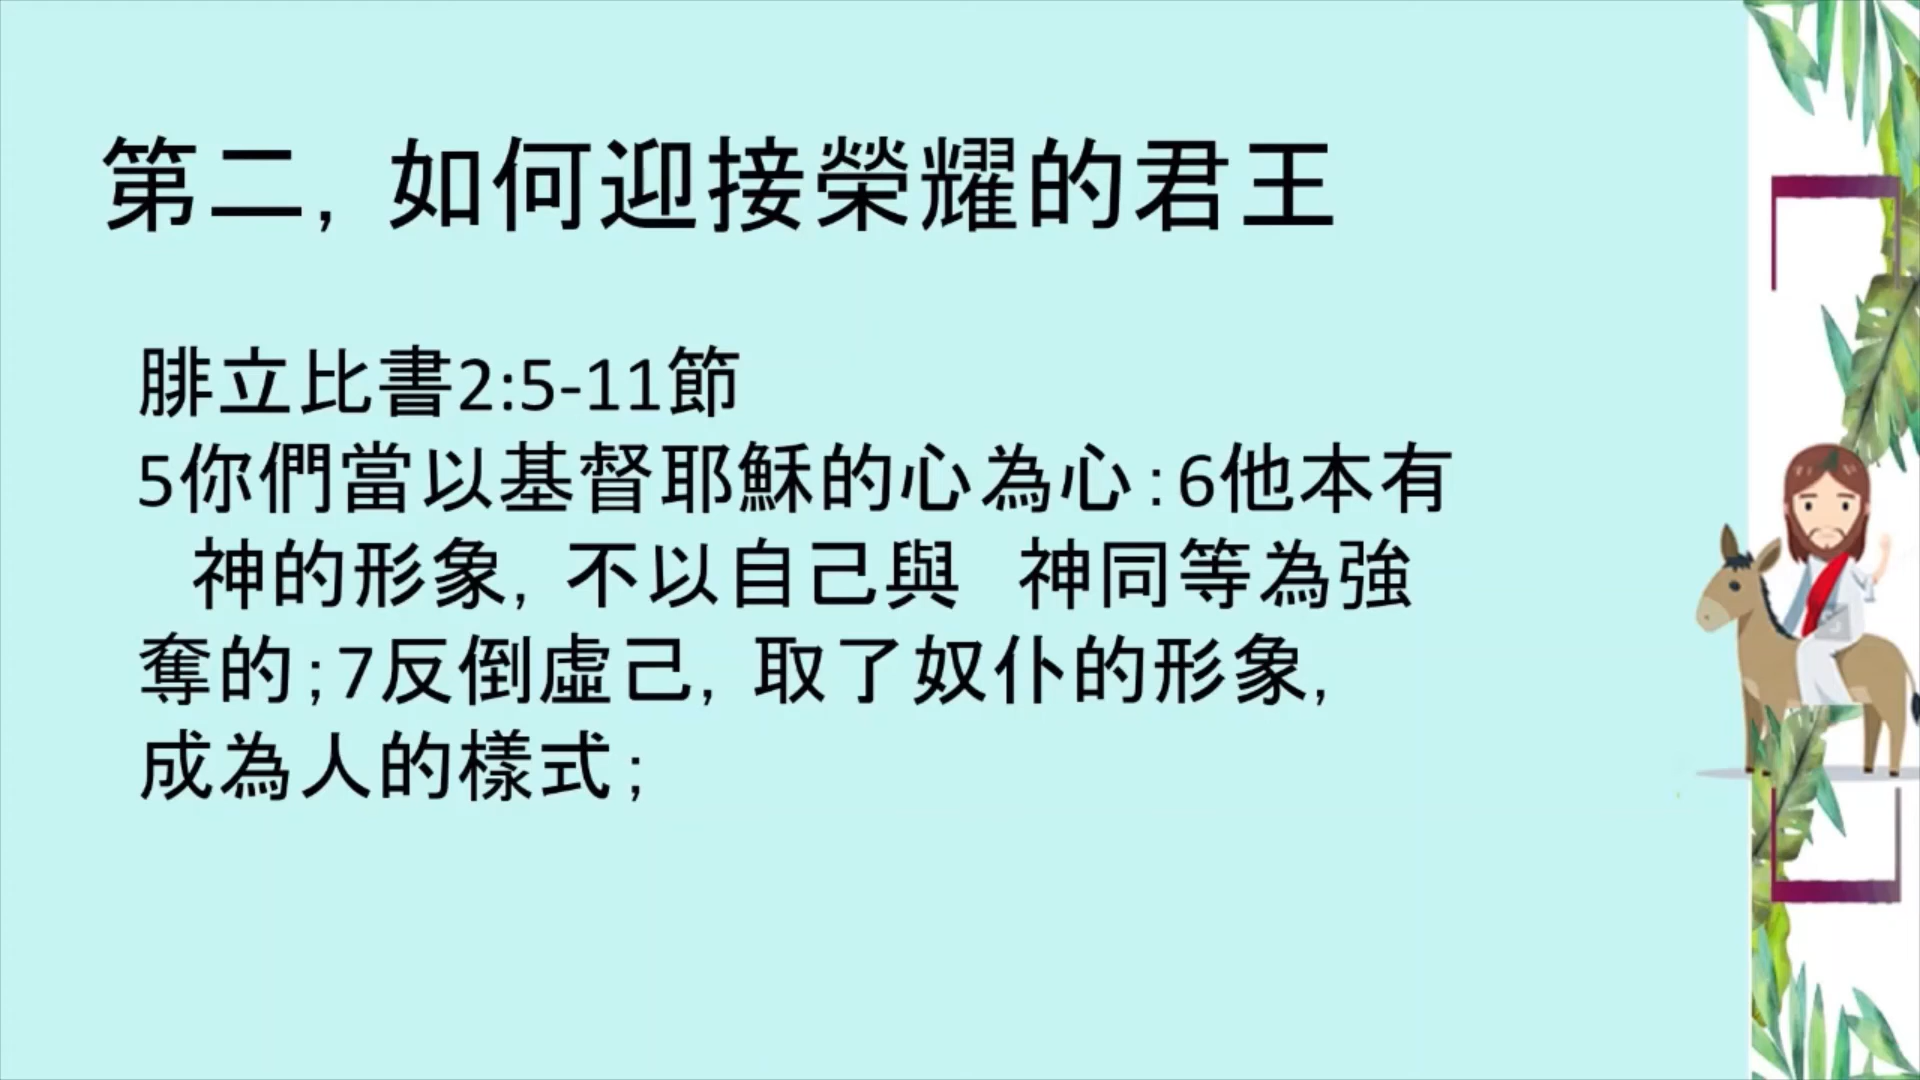 第二, 如何迎接榮耀的君王
腓立比書2:5-11節
5你們當以基督耶穌的心為心:6他本有
神的形象, 不以自己與　神同等為強
奪的;7反倒虛己, 取了奴仆的形象,
成為人的樣式;